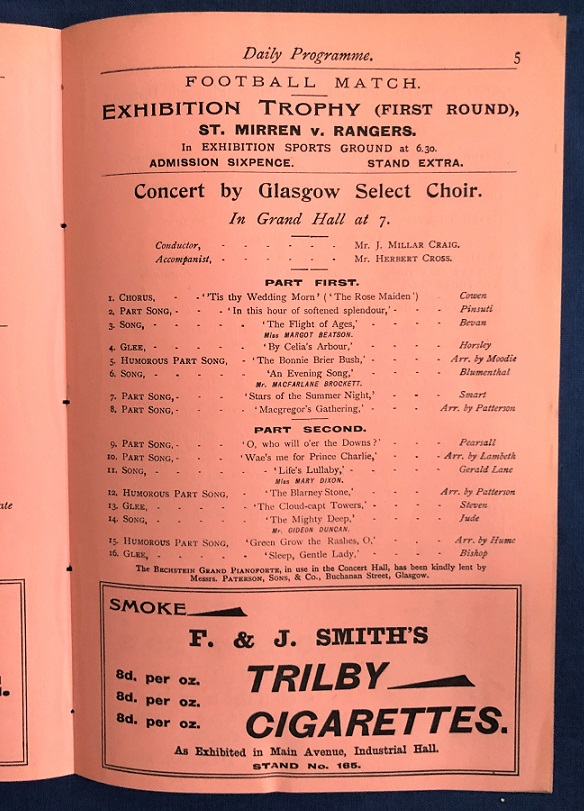 Daily Programme. 5
FOOTBALL MATCH.
EXHIBITION TROPHY (FIRST ROUND),
ST. MIRREN v. RANGERS.
In EXHIBITION SPORTS GROUND at 6.30.
ADMISSION SIXPENCE. STAND EXTRA.
Concert by Glasgow Select Choir.
In Grand Hall at 7.
Conductor, - - - - - - Mr. J. MILLAR CRAIG.
Accompanist, - - - - - - Mr. HERBERT CROSS.
PART FIRST.
1. CHORUS, - - 'Tis thy Wedding Morn' ('The Rose Maiden') Cowen
2. PART SONG, - - 'In this hour of softened splendour,' - - Pinsuti
3. SONG, - - - - 'The Flight of Ages,' - - - Bevan
Miss MARGOT BEATSON.
4. GLEE, - - - - 'By Celia's Arbour,' - - - Horsley
5. HUMOROUS PART SONG, - 'The Bonnie Brier Bush,' - - Arr. by Moodie
6. SONG, - - - - 'An Evening Song,' - - - Blumenthal
Mr. MACFARLANE BROCKETT.
7. PART SONG, - - - 'Stars of the Summer Night,' - - - Smart
8. PART SONG, - - - 'Macgregor's Gathering,' - - - Arr. by Patterson
PART SECOND.
9. PART SONG, - - - 'O, who will o'er the Downs?' - - - Pearsall
10. PART SONG, - - - 'Wae's me for Prince Charlie,' - - - Arr. by Lambeth
11. SONG, - - - - 'Life's Lullaby,' - - - - Gerald Lane
Miss MARY DIXON.
12. HUMOROUS PART SONG, - 'The Blarney Stone,' - - - Arr. by Patterson
13. GLEE, - - - - 'The Cloud-capt Towers,' - - - Steven
14. SONG, - - - - 'The Mighty Deep,' - - - - Jude
Mr. GIDEON DUNCAN.
15. HUMOROUS PART SONG, 'Green Grow the Rashes, O,' - - Arr. by Hume
16. GLEE, - - - - 'Sleep, Gentle Lady,' - - - Bishop
The BECHSTEIN GRAND PIANOFORTE, in use in the Concert Hall, has been kindly lent by
Messrs. PATERSON, SONS, & Co., Buchanan Street, Glasgow.
SMOKE
F. & J. SMITH'S
8d. per oz. TRILBY
8d. per oz.
8d. per oz. CIGARETTES.
As Exhibited in Main Avenue, Industrial Hall.
STAND No. 165.